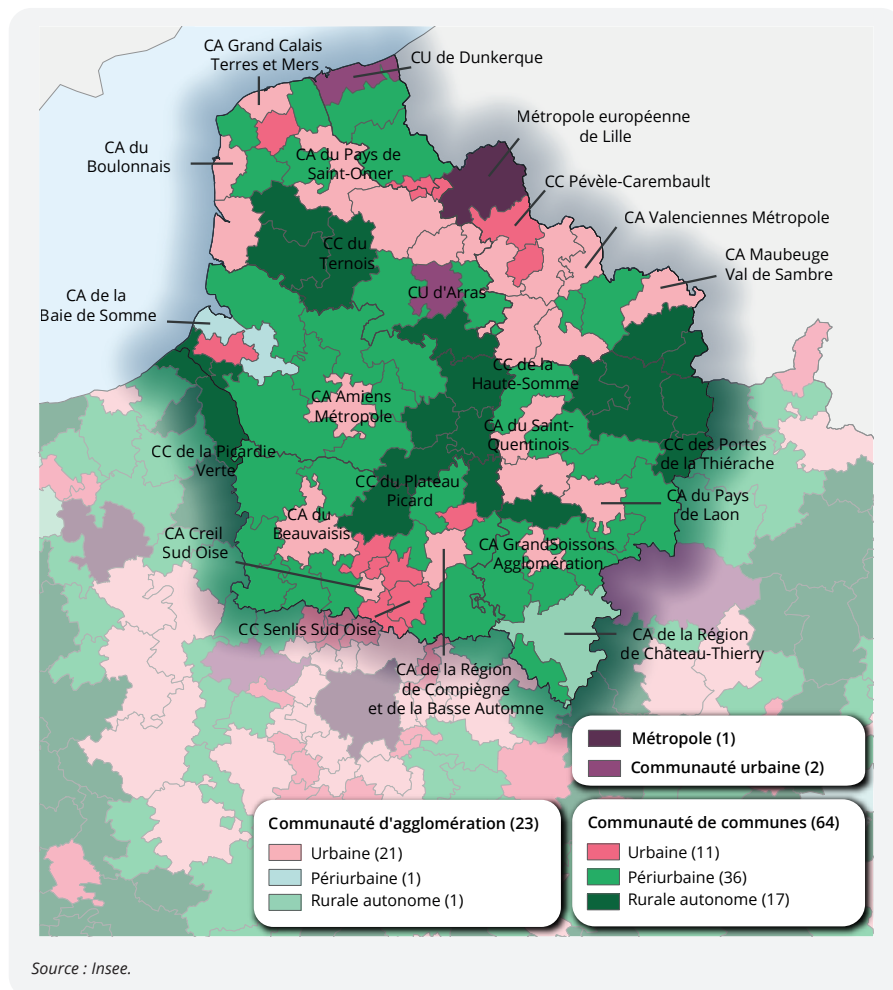 CA Grand Calais
Terres et Mers
CU de Dunkerque
Métropole européenne
de Lille
CA du
Boulonnais
CA du Pays de
Saint-Omer
CC Pévèle-Carembault
CA Valenciennes Métropole
CC du
Ternois
CA Maubeuge
Val de Sambre
CU d'Arras
CA de la
Baie de Somme
CC de la
Haute-Somme
CA Amiens
Métropole
CA du Saint-
Quentinois
CC de la Picardie
Verte
CC des Portes
de la Thiérache
CC du Plateau
Picard
CA du Pays
de Laon
CA du
Beauvaisis
CA Creil
Sud Oise
CA GrandSoissons
Agglomération
CC Senlis Sud Oise
CA de la Région
de Château-Thierry
CA de la Région
de Compiègne
et de la Basse Automne
Métropole (1)
Communauté urbaine (2)
Communauté d'agglomération (23)
Urbaine (21)
Périurbaine (1)
Rurale autonome (1)
Communauté de communes (64)
Urbaine (11)
Périurbaine (36)
Rurale autonome (17)
Source : Insee.